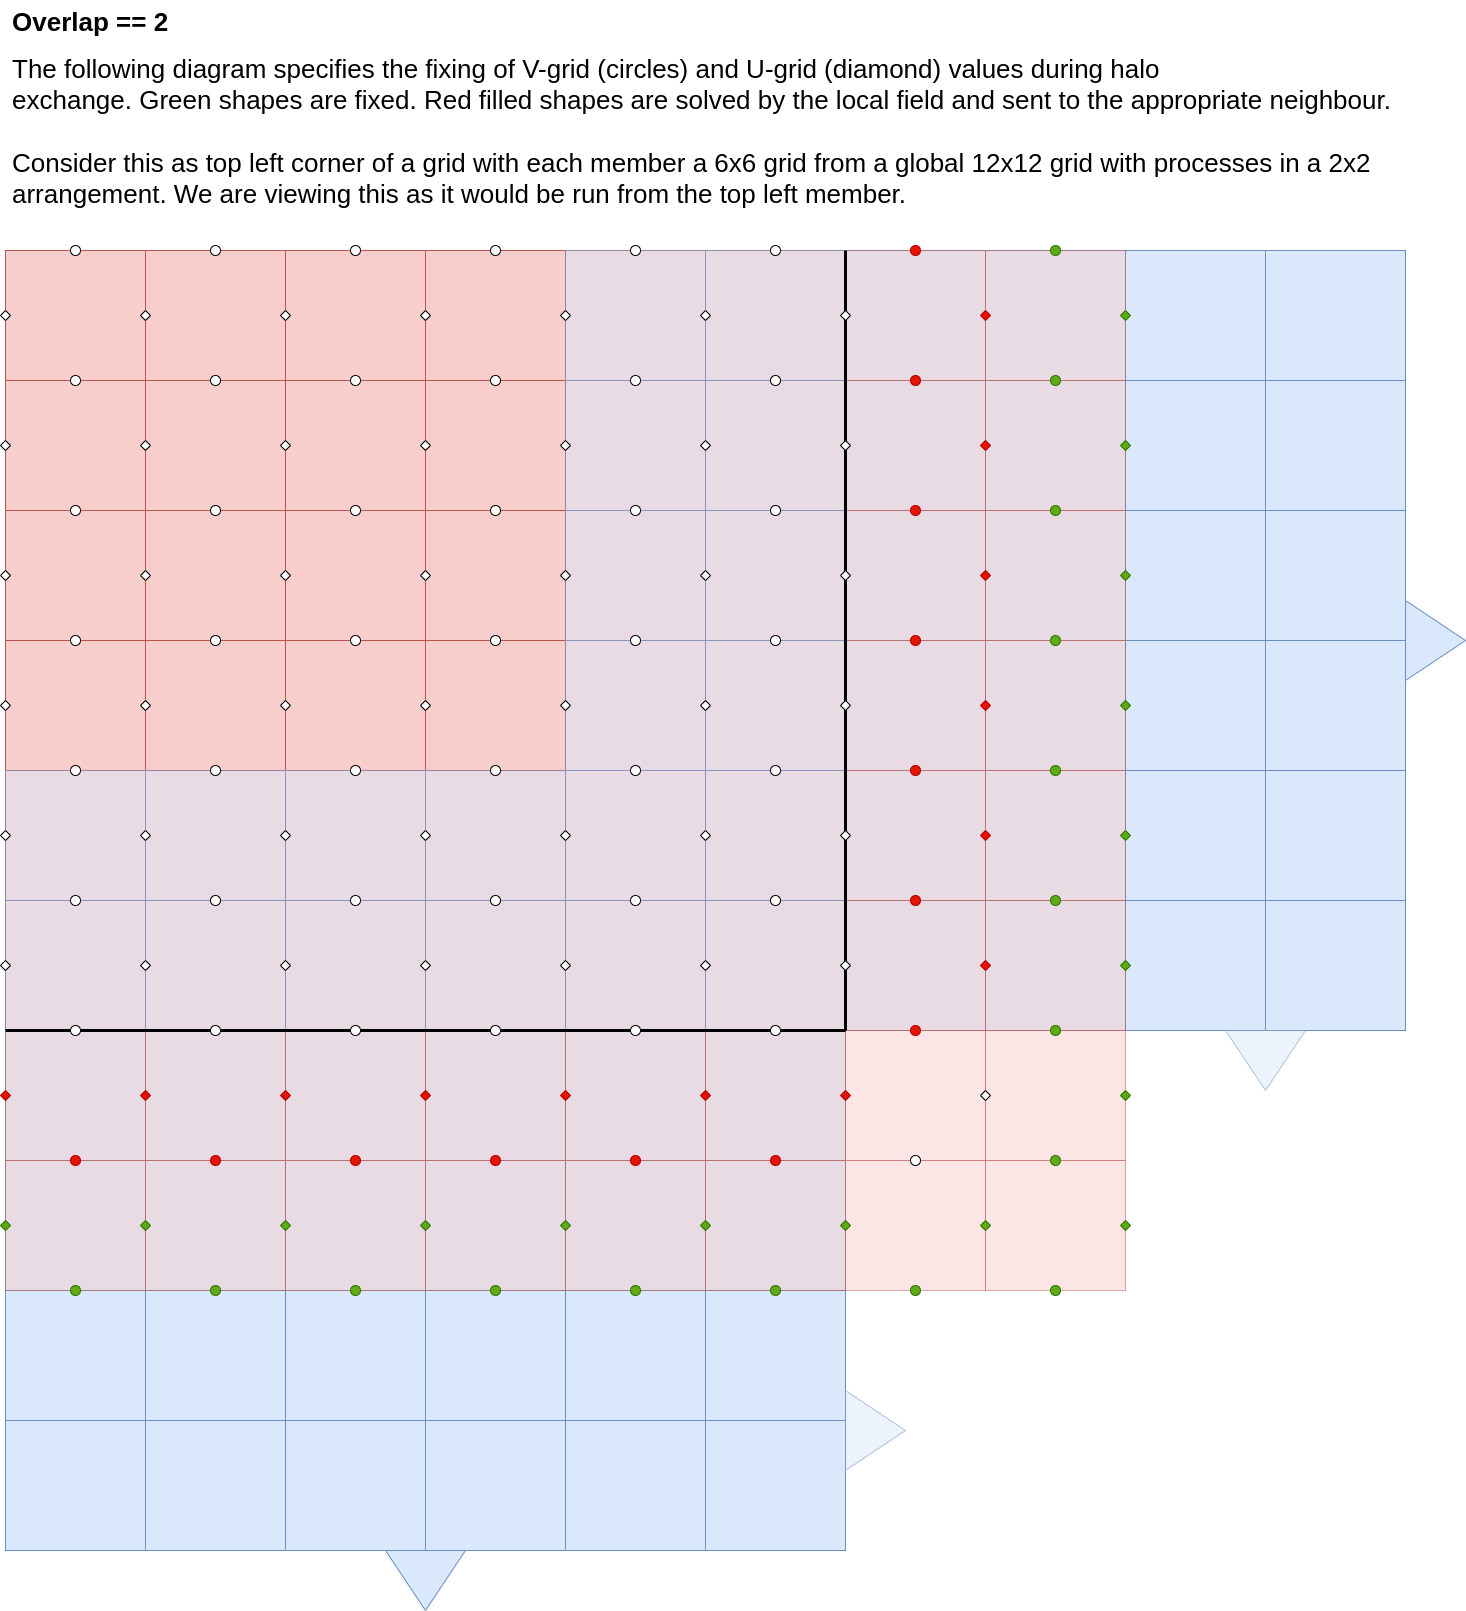 Overlap == 2
The following diagram specifies the fixing of V-grid (circles) and U-grid (diamond) values during halo
exchange. Green shapes are fixed. Red filled shapes are solved by the local field and sent to the appropriate neighbour.
Consider this as top left corner of a grid with each member a 6x6 grid from a global 12x12 grid with processes in a 2x2
arrangement. We are viewing this as it would be run from the top left member.